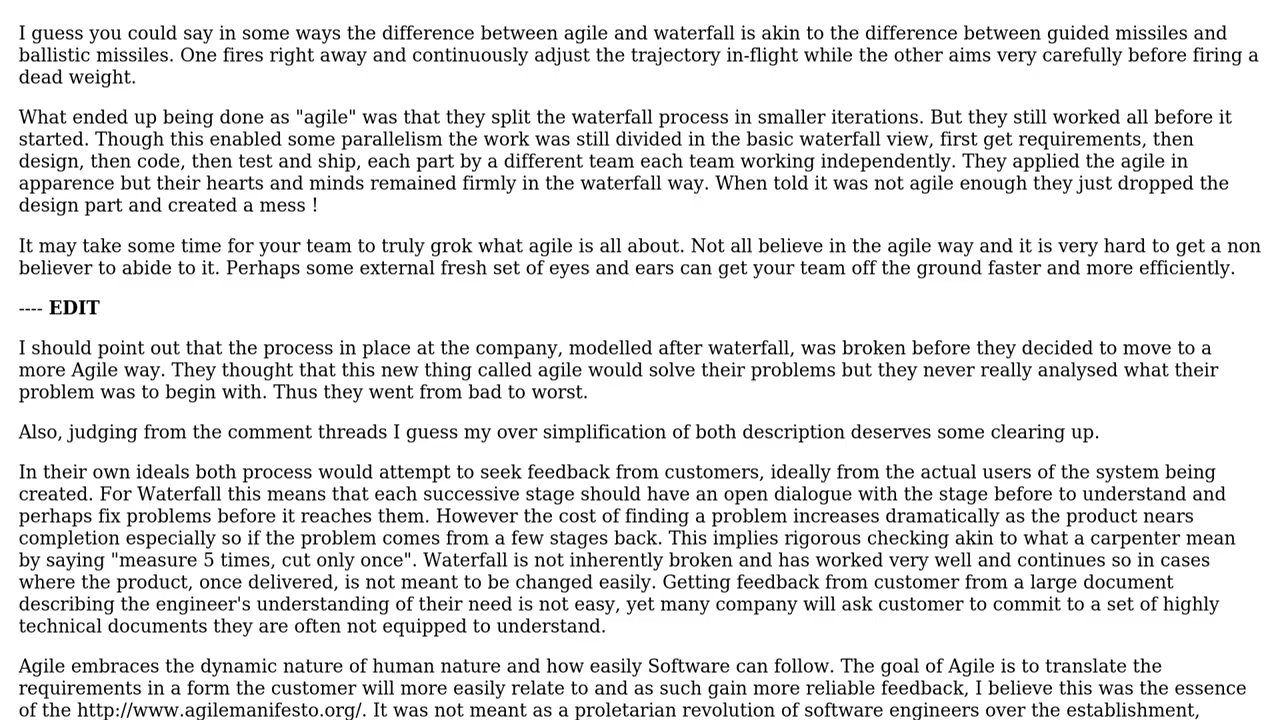 I guess you could say in some ways the difference between agile and waterfall is akin to the difference between guided missiles and
ballistic missiles. One fires right away and continuously adjust the trajectory in-flight while the other aims very carefully before firing a
dead weight.
What ended up being done as "agile" was that they split the waterfall process in smaller iterations. But they still worked all before it
started. Though this enabled some parallelism the work was still divided in the basic waterfall view, first get requirements, then
design, then code, then test and ship, each part by a different team each team working independently. They applied the agile in
apparence but their hearts and minds remained firmly in the waterfall way. When told it was not agile enough they just dropped the
design part and created a mess !
It may take some time for your team to truly grok what agile is all about. Not all believe in the agile way and it is very hard to get a non
believer to abide to it. Perhaps some external fresh set of eyes and ears can get your team off the ground faster and more efficiently.
---- EDIT
I should point out that the process in place at the company, modelled after waterfall, was broken before they decided to move to a
more Agile way. They thought that this new thing called agile would solve their problems but they never really analysed what their
problem was to begin with. Thus they went from bad to worst.
Also, judging from the comment threads I guess my over simplification of both description deserves some clearing up.
In their own ideals both process would attempt to seek feedback from customers, ideally from the actual users of the system being
created. For Waterfall this means that each successive stage should have an open dialogue with the stage before to understand and
perhaps fix problems before it reaches them. However the cost of finding a problem increases dramatically as the product nears
completion especially so if the problem comes from a few stages back. This implies rigorous checking akin to what a carpenter mean
by saying "measure 5 times, cut only once". Waterfall is not inherently broken and has worked very well and continues so in cases
where the product, once delivered, is not meant to be changed easily. Getting feedback from customer from a large document
describing the engineer's understanding of their need is not easy, yet many company will ask customer to commit to a set of highly
technical documents they are often not equipped to understand.
Agile embraces the dynamic nature of human nature and how easily Software can follow. The goal of Agile is to translate the
requirements in a form the customer will more easily relate to and as such gain more reliable feedback, I believe this was the essence
of the http://www.agilemanifesto.org/. It was not meant as a proletarian revolution of software engineers over the establishment,